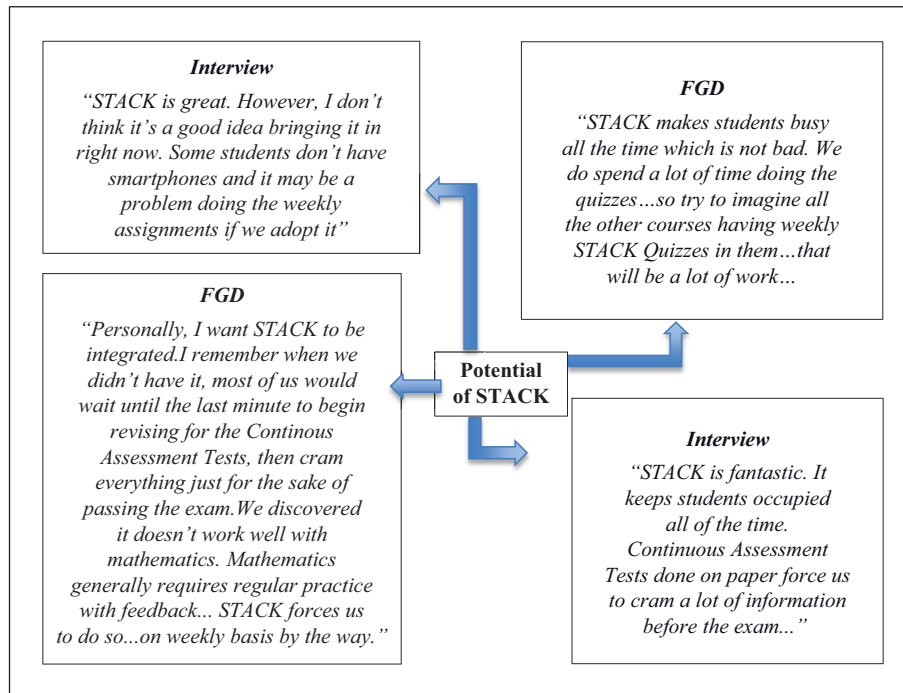 Interview
“STACK is great. However, I don’t
think it’s a good idea bringing it in
right now. Some students don’t have
smartphones and it may be a
problem doing the weekly
assignments if we adopt it”
FGD
“STACK makes students busy
all the time which is not bad. We
do spend a lot of time doing the
quizzes…so try to imagine all
the other courses having weekly
STACK Quizzes in them…that
will be a lot of work…
FGD
“Personally, I want STACK to be
integrated.I remember when we
didn’t have it, most of us would
wait until the last minute to begin
revising for the Continous
Assessment Tests, then cram
everything just for the sake of
passing the exam.We discovered
it doesn’t work well with
mathematics. Mathematics
generally requires regular practice
with feedback... STACK forces us
to do so...on weekly basis by the way.”
Potential
of STACK
Interview
“STACK is fantastic. It
keeps students occupied
all of the time.
Continuous Assessment
Tests done on paper force us
to cram a lot of information
before the exam...”